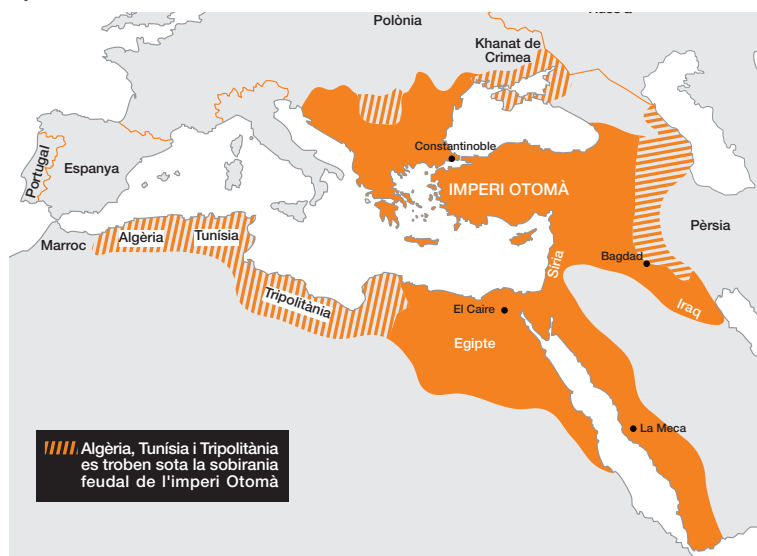 Polònia
Khanat de
Crimea
Constantinoble
Portugal
Espanya
IMPERI OTOMÀ
Marroc
Algèria
Tunisia
Pèrsia
Bagdad
Síria
Tripolitània
El Caire
Iraq
Egipte
La Meca
Algèria, Tunísia i Tripolitània
es troben sota la sobirania
feudal de l'imperi Otomà